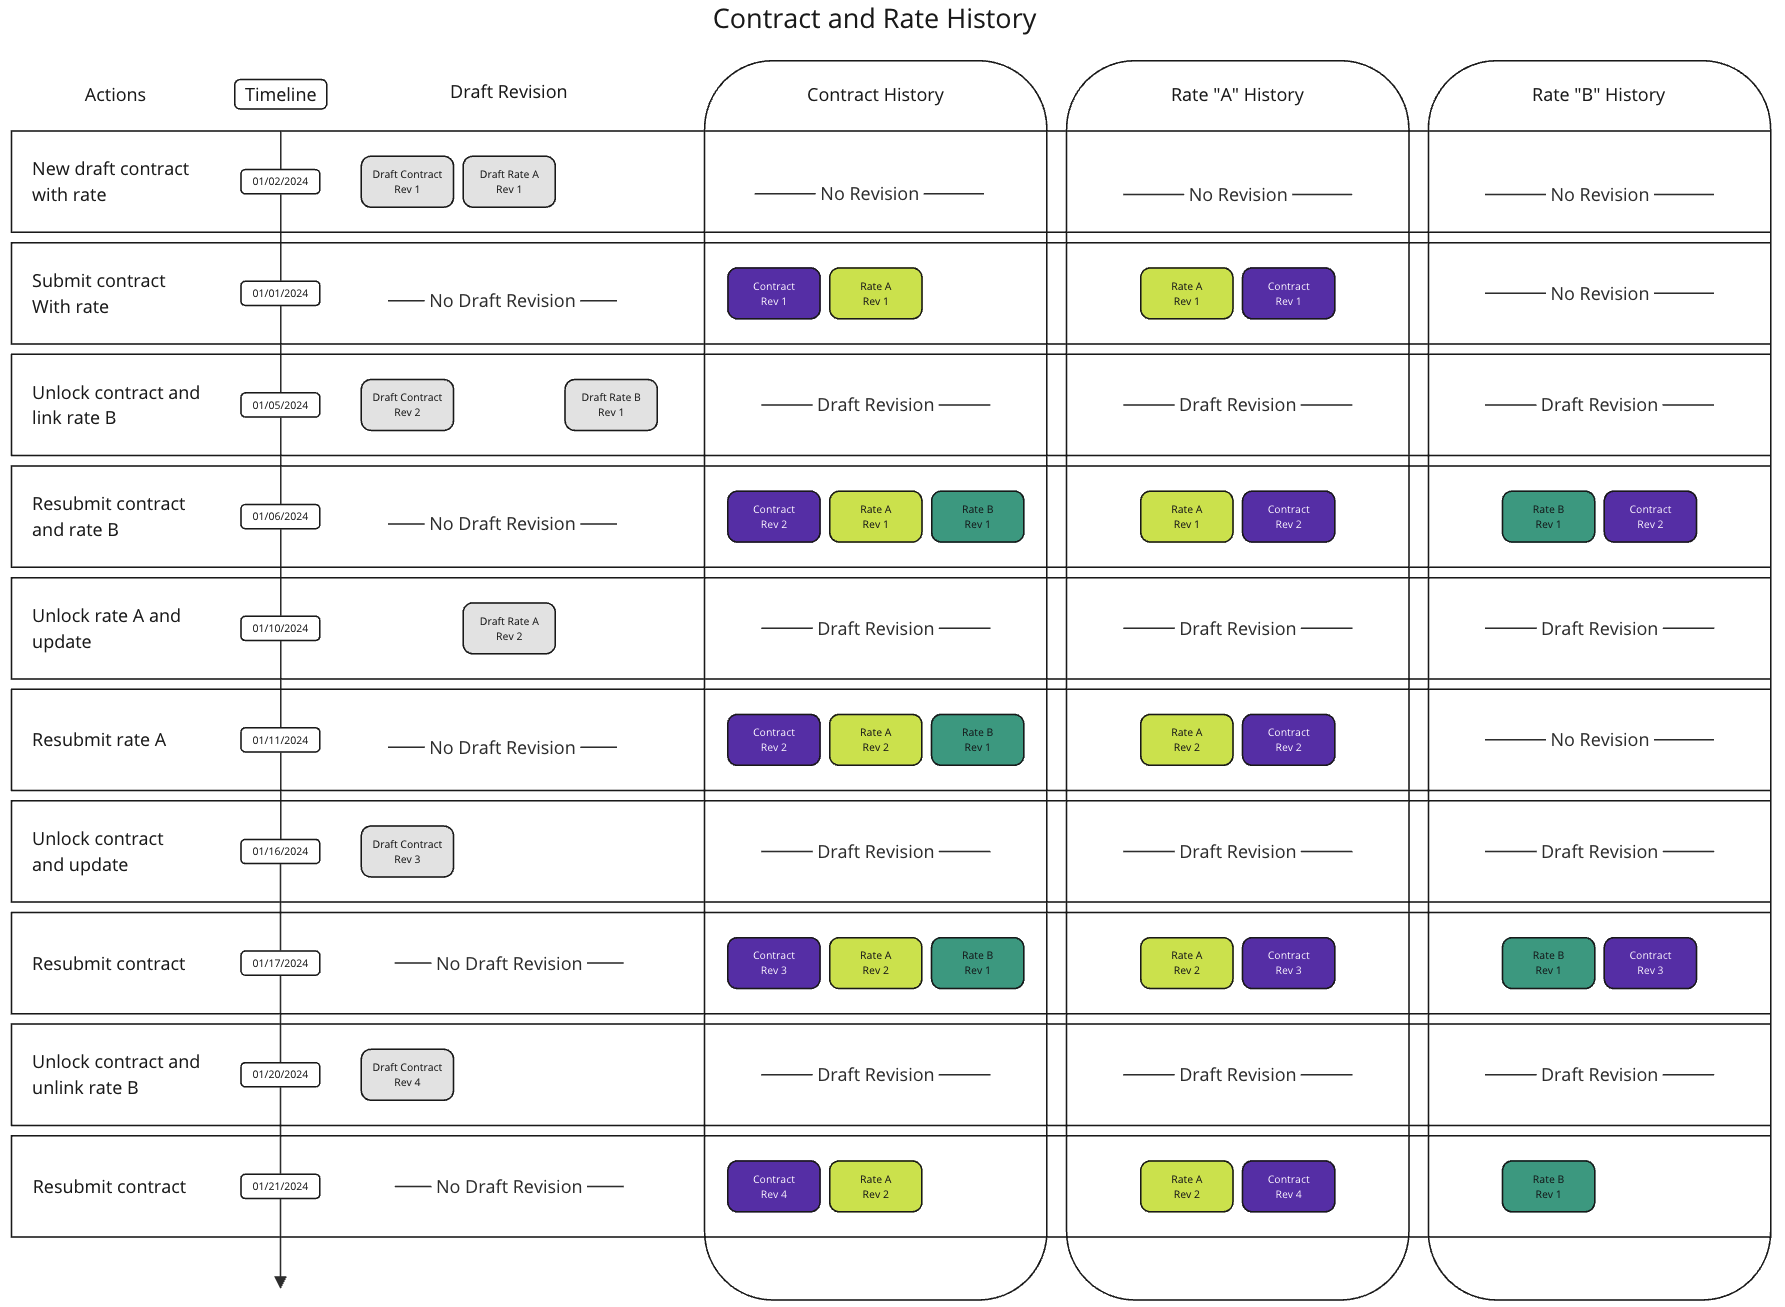 Contract and Rate History
Actions
Timeline
Draft Revision
Contract History
Rate "A" History
Rate "B" History
New draft contract
with rate
01/02/2024
Draft Contract
Rev 1
Draft Rate A
Rev 1
No Revision
No Revision
No Revision
Submit contract
With rate
01/01/2024
No Draft Revision
Contract
Rev 1
Rate A
Rev 1
Rate A
Rev 1
Contract
Rev 1
No Revision
Unlock contract and
link rate B
01/05/2024
Draft Contract
Rev 2
Draft Rate B
Rev 1
Draft Revision
Draft Revision
Draft Revision
Resubmit contract
and rate B
01/06/2024
No Draft Revision
Contract
Rev 2
Rate A
Rev 1
Rate B
Rev 1
Rate A
Rev 1
Contract
Rev 2
Rate B
Rev 1
Contract
Rev 2
Unlock rate A and
update
01/10/2024
Draft Rate A
Rev 2
Draft Revision
Draft Revision
Draft Revision
Resubmit rate A
01/11/2024
No Draft Revision
Contract
Rev 2
Rate A
Rev 2
Rate B
Rev 1
Rate A
Rev 2
Contract
Rev 2
No Revision
Unlock contract
and update
01/16/2024
Draft Contract
Rev 3
Draft Revision
Draft Revision
Draft Revision
Resubmit contract
01/17/2024
No Draft Revision
Contract
Rev 3
Rate A
Rev 2
Rate B
Rev 1
Rate A
Rev 2
Contract
Rev 3
Rate B
Rev 1
Contract
Rev 3
Unlock contract and
unlink rate B
01/20/2024
Draft Contract
Rev 4
Draft Revision
Draft Revision
Draft Revision
Resubmit contract
01/21/2024
No Draft Revision
Contract
Rev 4
Rate A
Rev 2
Rate A
Rev 2
Contract
Rev 4
Rate B
Rev 1